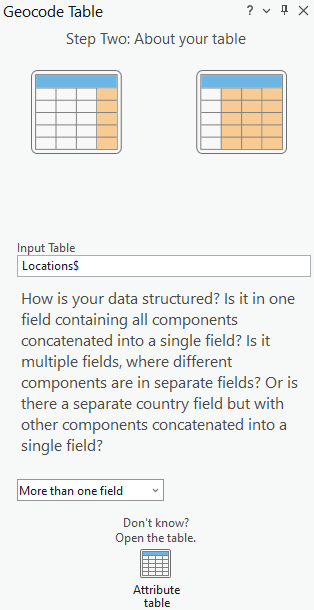 Geocode Table
Step Two: About your table
Input Table
Locations$
How is your data structured? Is it in one
field containing all components
concatenated into a single field? Is it
multiple fields, where different
components are in separate fields? Or is
there a separate country field but with
other components concatenated into a
single field?
More than one field
Don't know?
Open the table.
Attribute
table